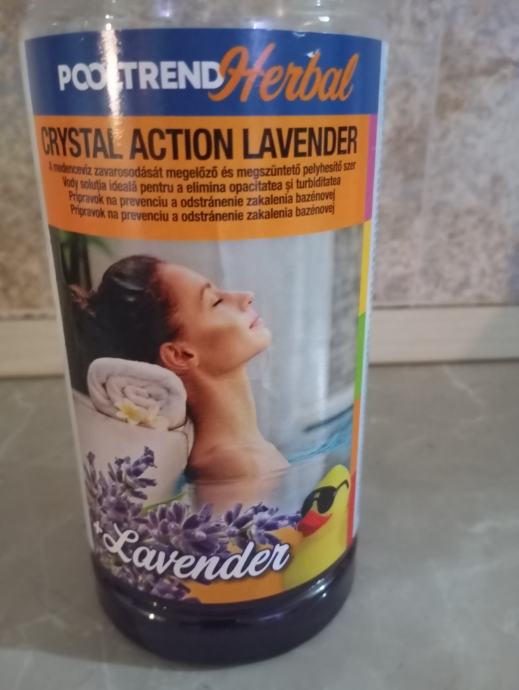 POOLTREND Herbal
CRYSTAL ACTION LAVENDER
A medencevíz zavarosodását megelőző és megszüntető pelyhesítő szer
Vody soluția ideală pentru a elimina opacitatea și turbiditatea
Prípravok na prevenciu a odstránenie zakalenia bazénovej
Prípravok na prevenciu a odstránenie zakalenia bazénovej
+ Lavender